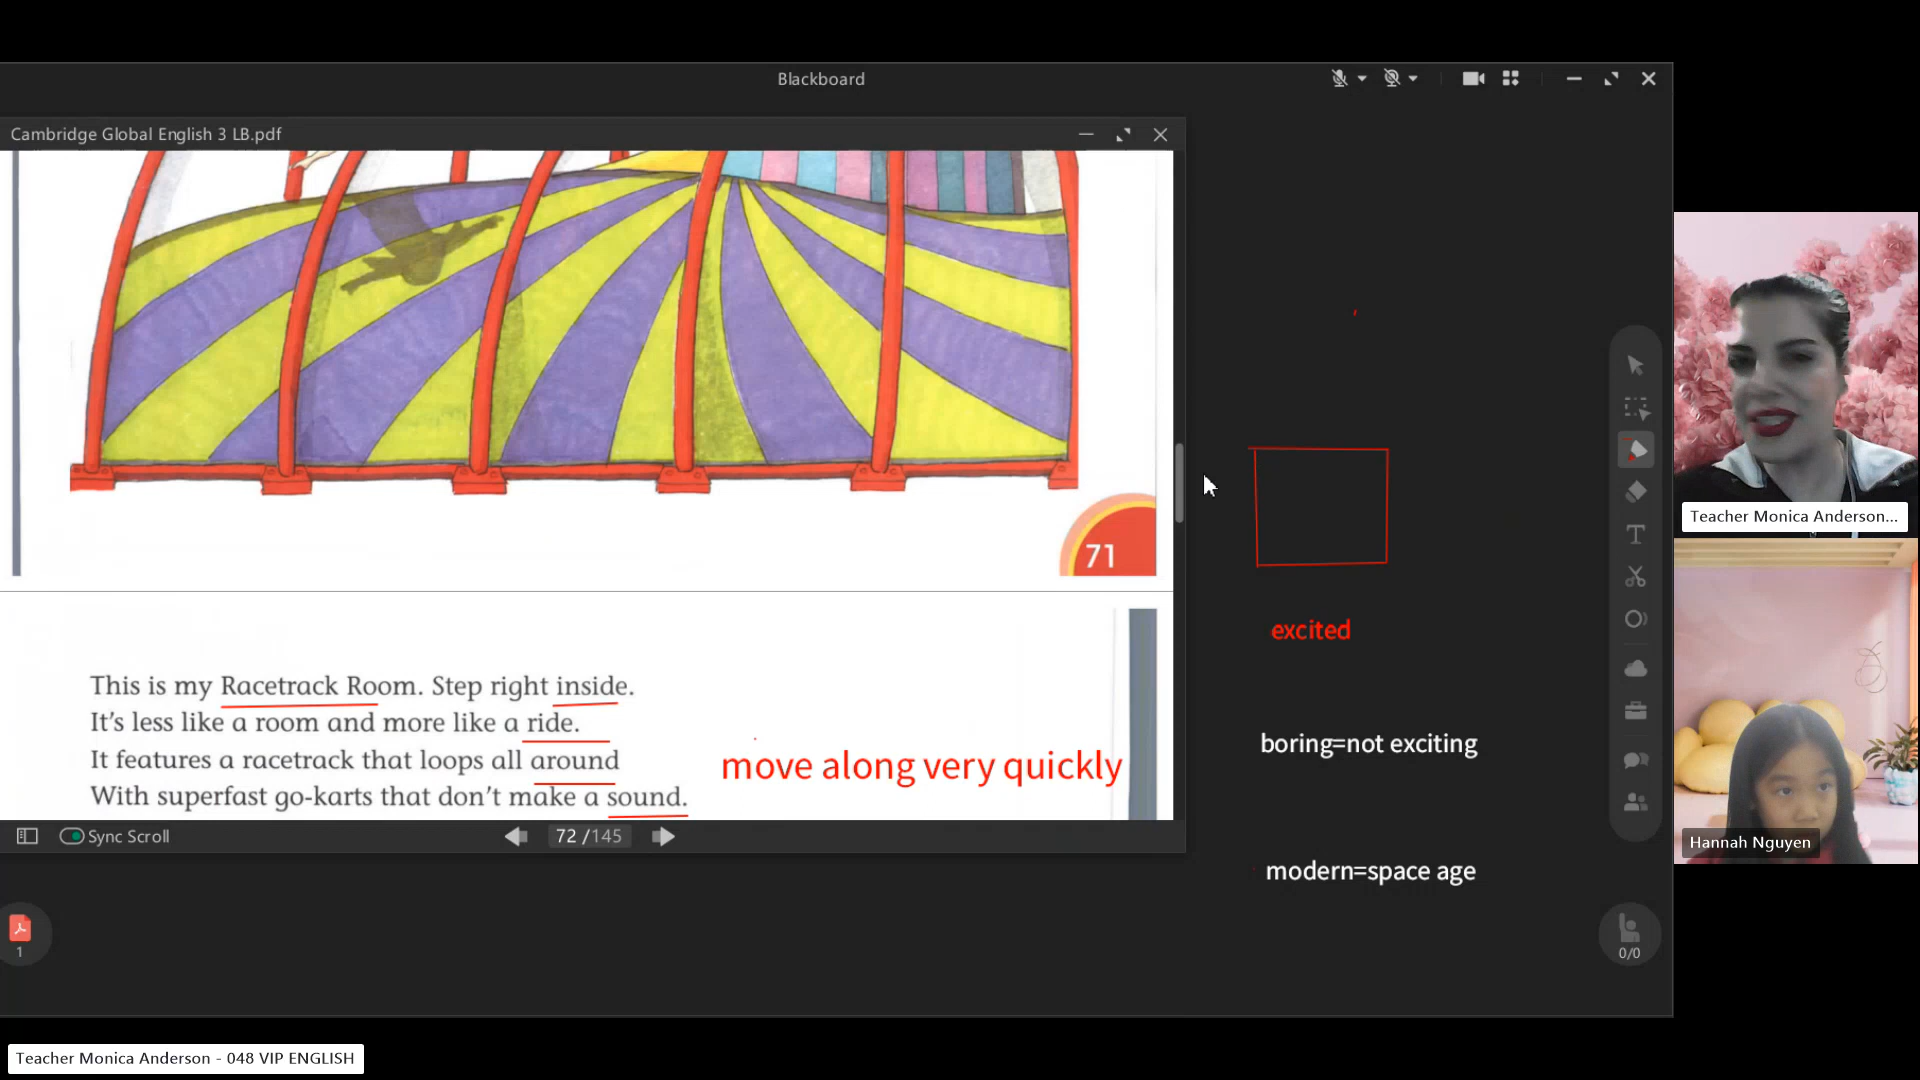 Blackboard
Cambridge Global English 3 LB.pdf
71
This is my Racetrack Room. Step right inside.
It's less like a room and more like a ride.
It features a racetrack that loops all around
With superfast go-karts that don't make a sound.
move along very quickly
excited
boring=not exciting
modern=space age
Sync Scroll
72 /145
1
0/0
Teacher Monica Anderson...
Hannah Nguyen
Teacher Monica Anderson - 048 VIP ENGLISH